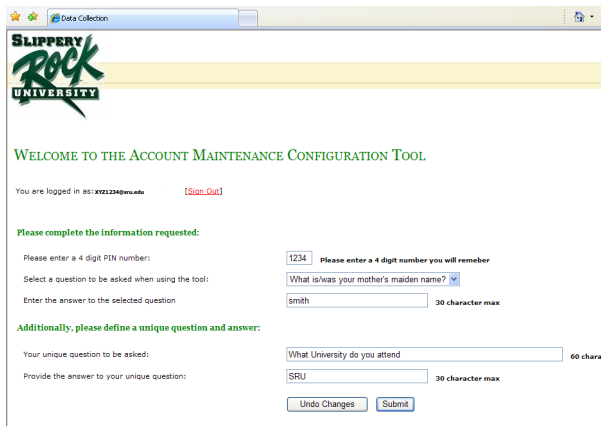 Data Collection
SLIPPERY
ROCK
UNIVERSITY
WELCOME TO THE ACCOUNT MAINTENANCE CONFIGURATION TOOL
You are logged in as: XYZ1234@sru.edu [Sign Out]
Please complete the information requested:
Please enter a 4 digit PIN number: 1234 Please enter a 4 digit number you will remeber
Select a question to be asked when using the tool: What is/was your mother's maiden name?
Enter the answer to the selected question smith 30 character max
Additionally, please define a unique question and answer:
Your unique question to be asked: What University do you attend 60 chara
Provide the answer to your unique question: SRU 30 character max
Undo Changes Submit